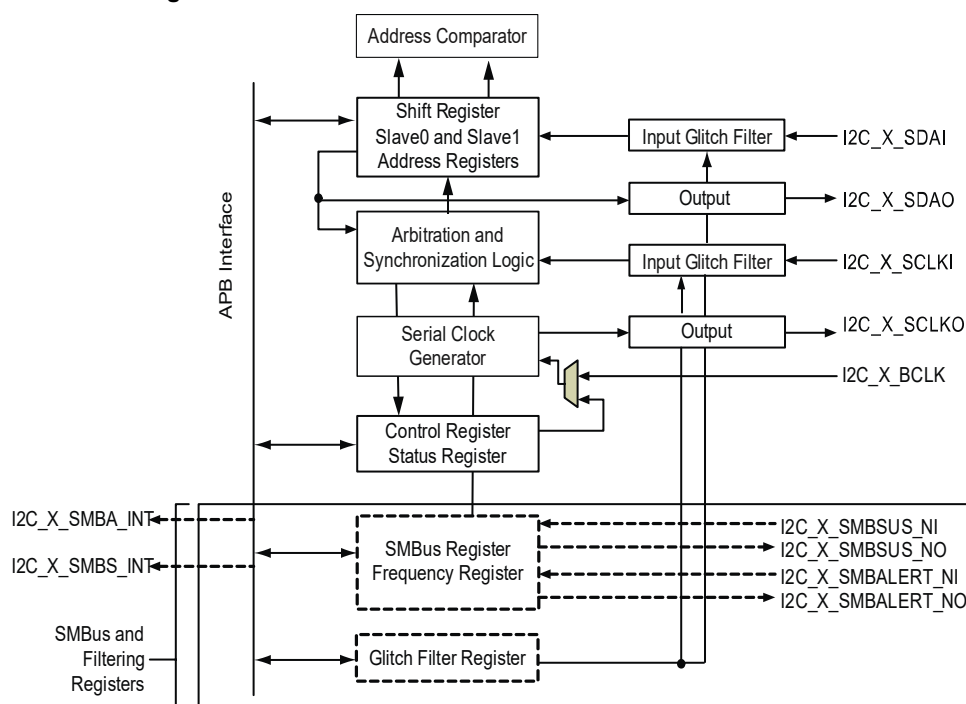 Address Comparator
Shift Register
Slave0 and Slave1
Address Registers
Input Glitch Filter
I2C_X_SDAI
Output
I2C_X_SDAO
APB Interface
Arbitration and
Synchronization Logic
Input Glitch Filter
I2C_X_SCLKI
Serial Clock
Generator
Output
I2C_X_SCLKO
I2C_X_BCLK
Control Register
Status Register
I2C_X_SMBA_INT
I2C_X_SMBS_INT
SMBus Register
Frequency Register
I2C_X_SMBSUS_NI
I2C_X_SMBSUS_NO
I2C_X_SMBALERT_NI
I2C_X_SMBALERT_NO
SMBus and
Filtering
Registers
Glitch Filter Register